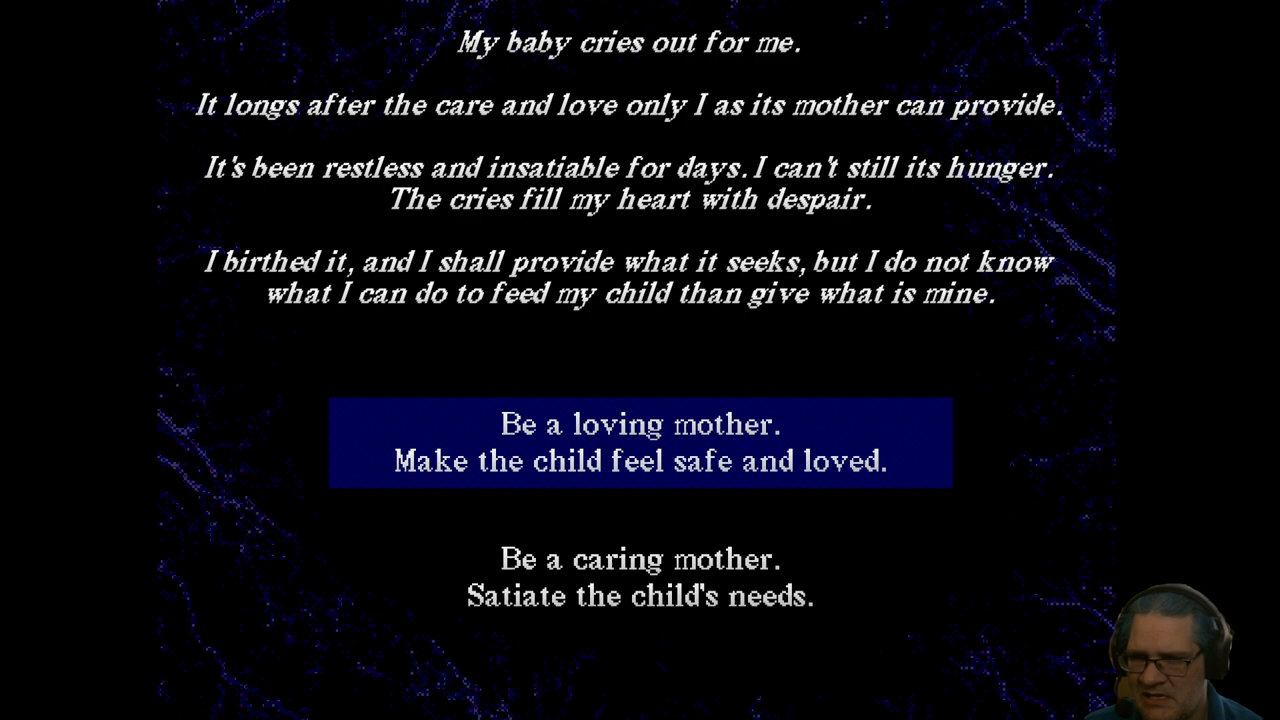 My baby cries out for me.
It longs after the care and love only I as its mother can provide.
It's been restless and insatiable for days. I can't still its hunger.
The cries fill my heart with despair.
I birthed it, and I shall provide what it seeks, but I do not know
what I can do to feed my child than give what is mine.
Be a loving mother.
Make the child feel safe and loved.
Be a caring mother.
Satiate the child's needs.